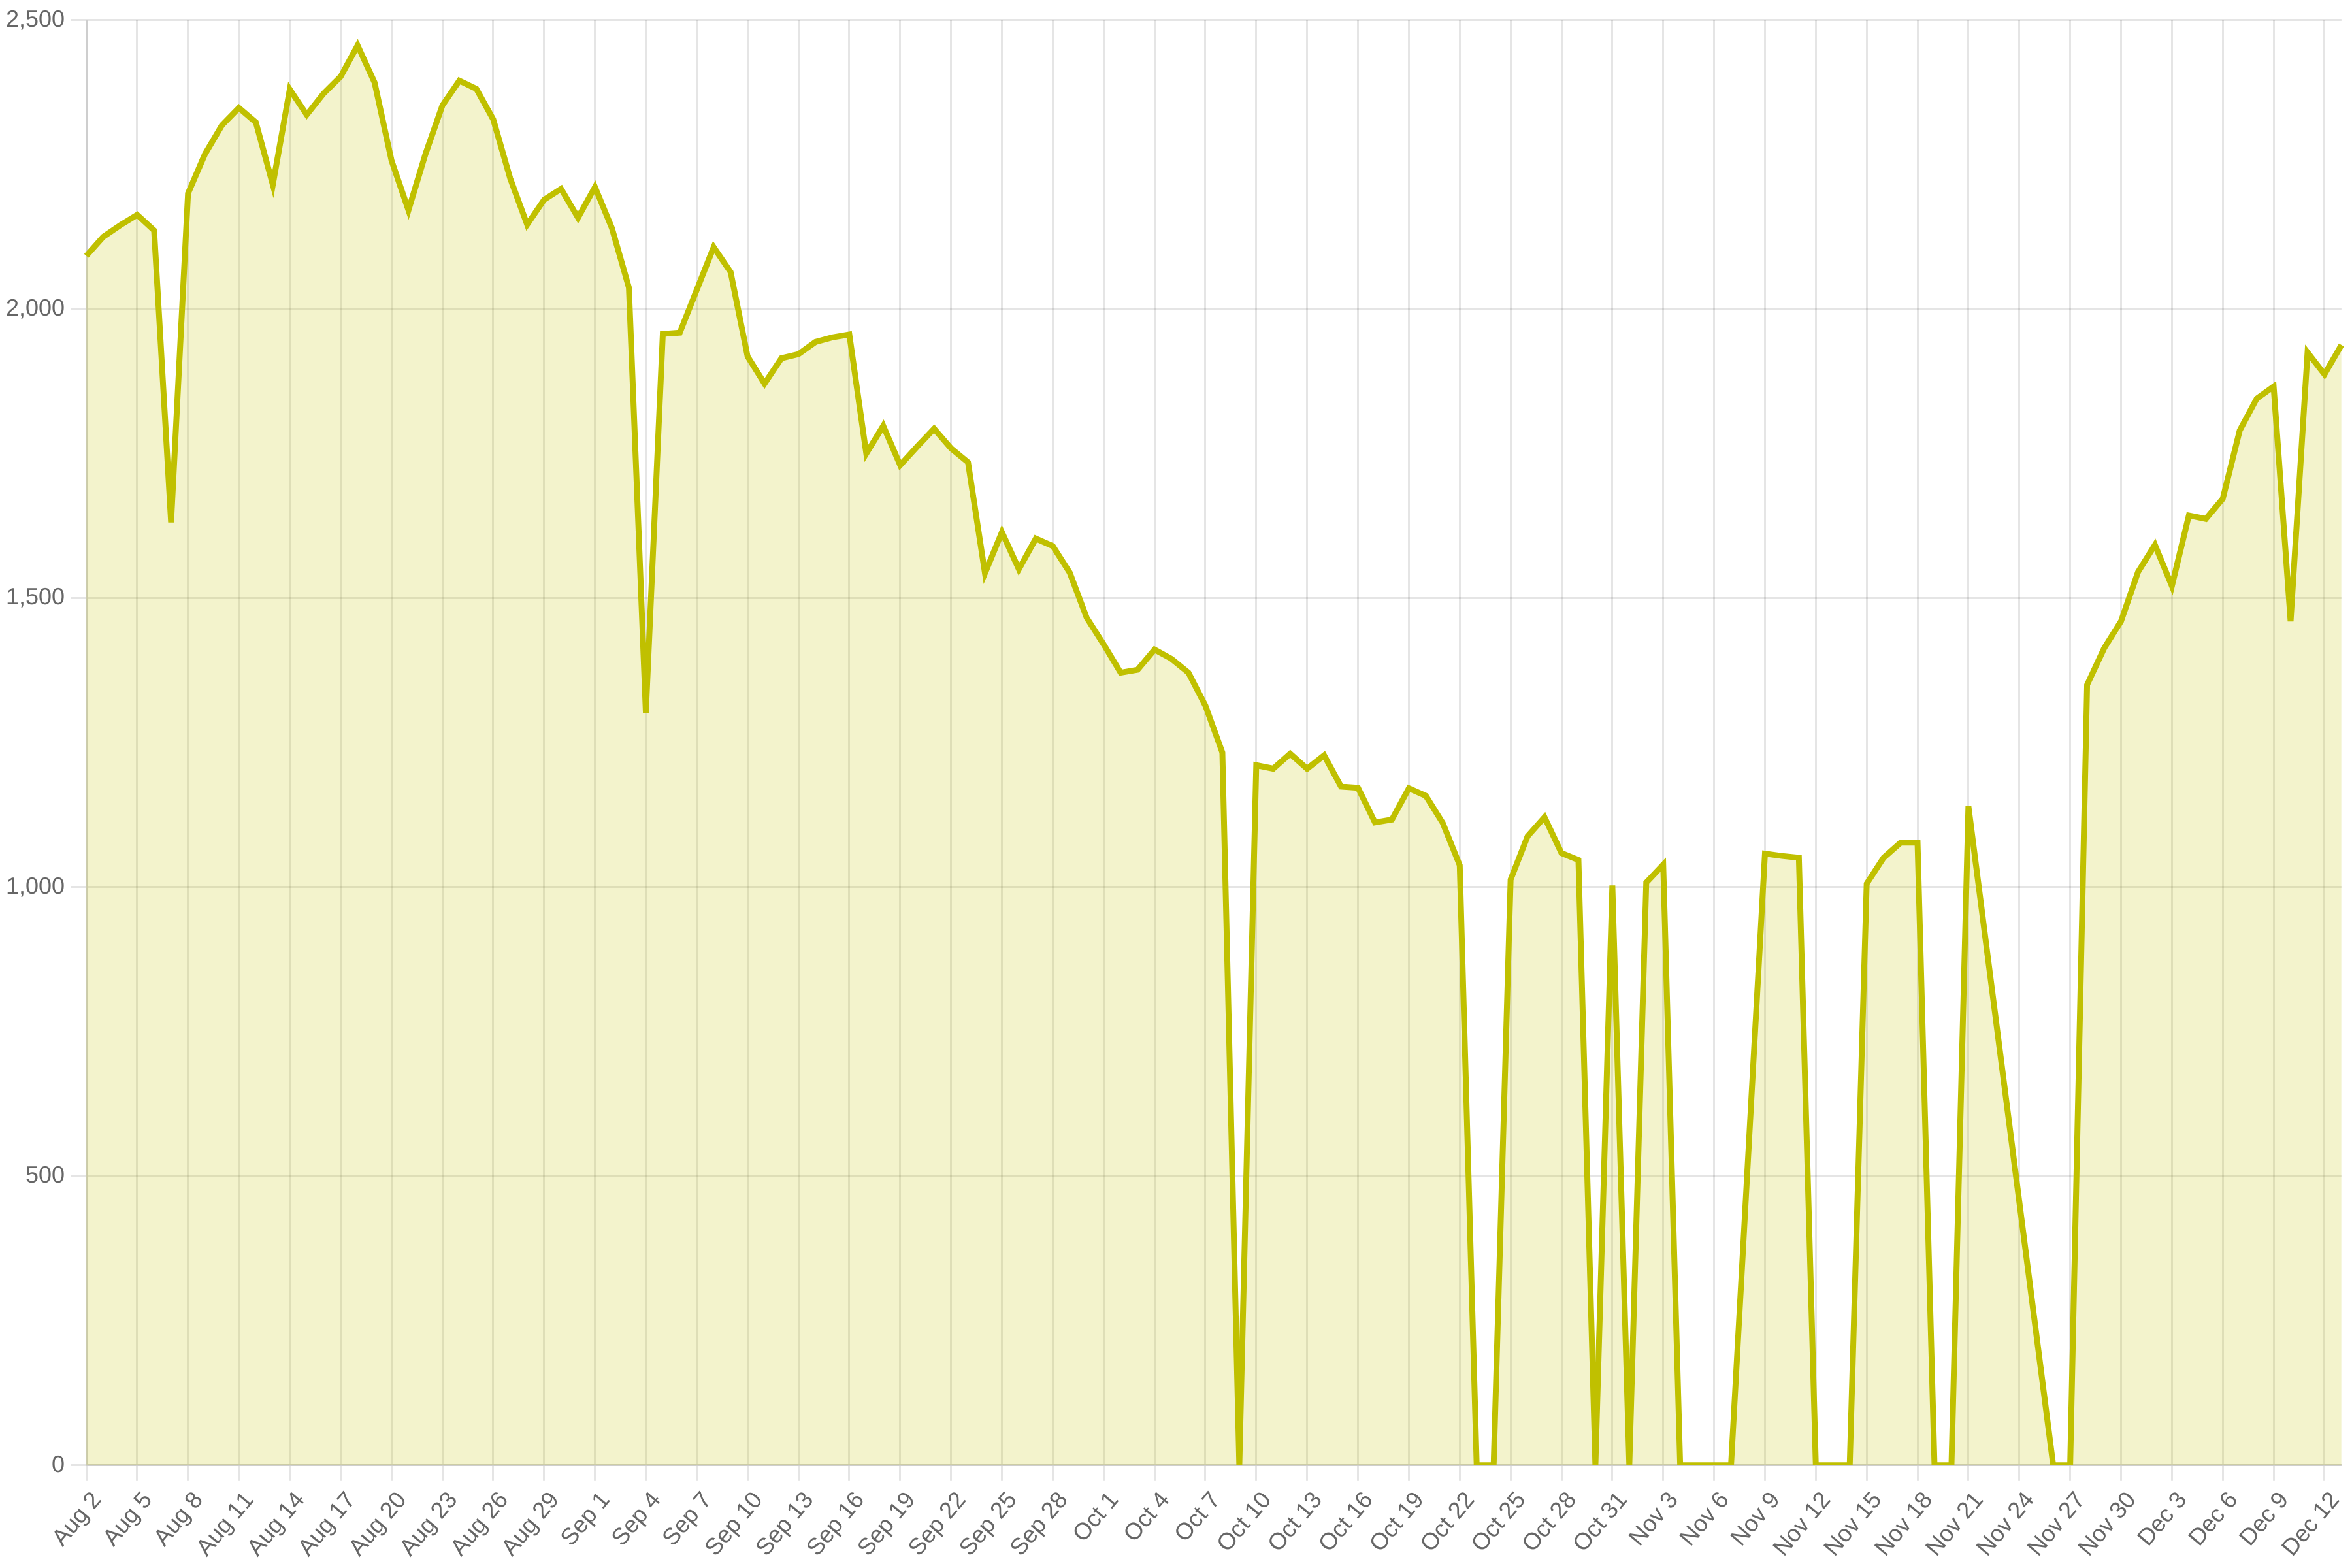 2,500
2,000
1,500
1,000
500
0
Aug 2
Aug 5
Aug 8
Aug 11
Aug 14
Aug 17
Aug 20
Aug 23
Aug 26
Aug 29
Sep 1
Sep 4
Sep 7
Sep 10
Sep 13
Sep 16
Sep 19
Sep 22
Sep 25
Sep 28
Oct 1
Oct 4
Oct 7
Oct 10
Oct 13
Oct 16
Oct 19
Oct 22
Oct 25
Oct 28
Oct 31
Nov 3
Nov 6
Nov 9
Nov 12
Nov 15
Nov 18
Nov 21
Nov 24
Nov 27
Nov 30
Dec 3
Dec 6
Dec 9
Dec 12